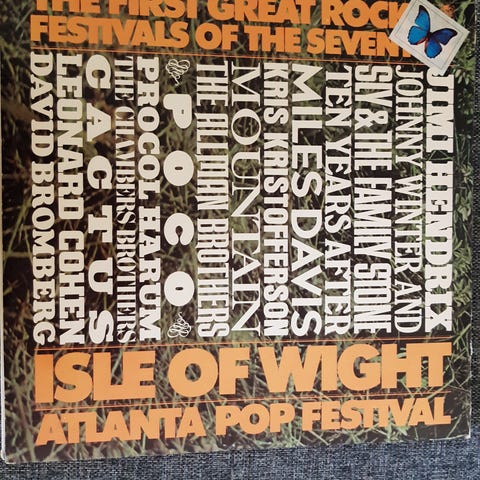 THE FIRST GREAT ROCK
FESTIVALS OF THE SEVEN
JIMI HENDRIX
JOHNNY WINTER AND
SLY & THE FAMILY STONE
TEN YEARS AFTER
MILES DAVIS
KRIS KRISTOFFERSON
MOUNTAIN
THE ALLMAN BROTHERS
POCO
PROCOL HARUM
THE CHAMBERS BROTHERS
CACTUS
LEONARD COHEN
DAVID BROMBERG
ISLE OF WIGHT
ATLANTA POP FESTIVAL